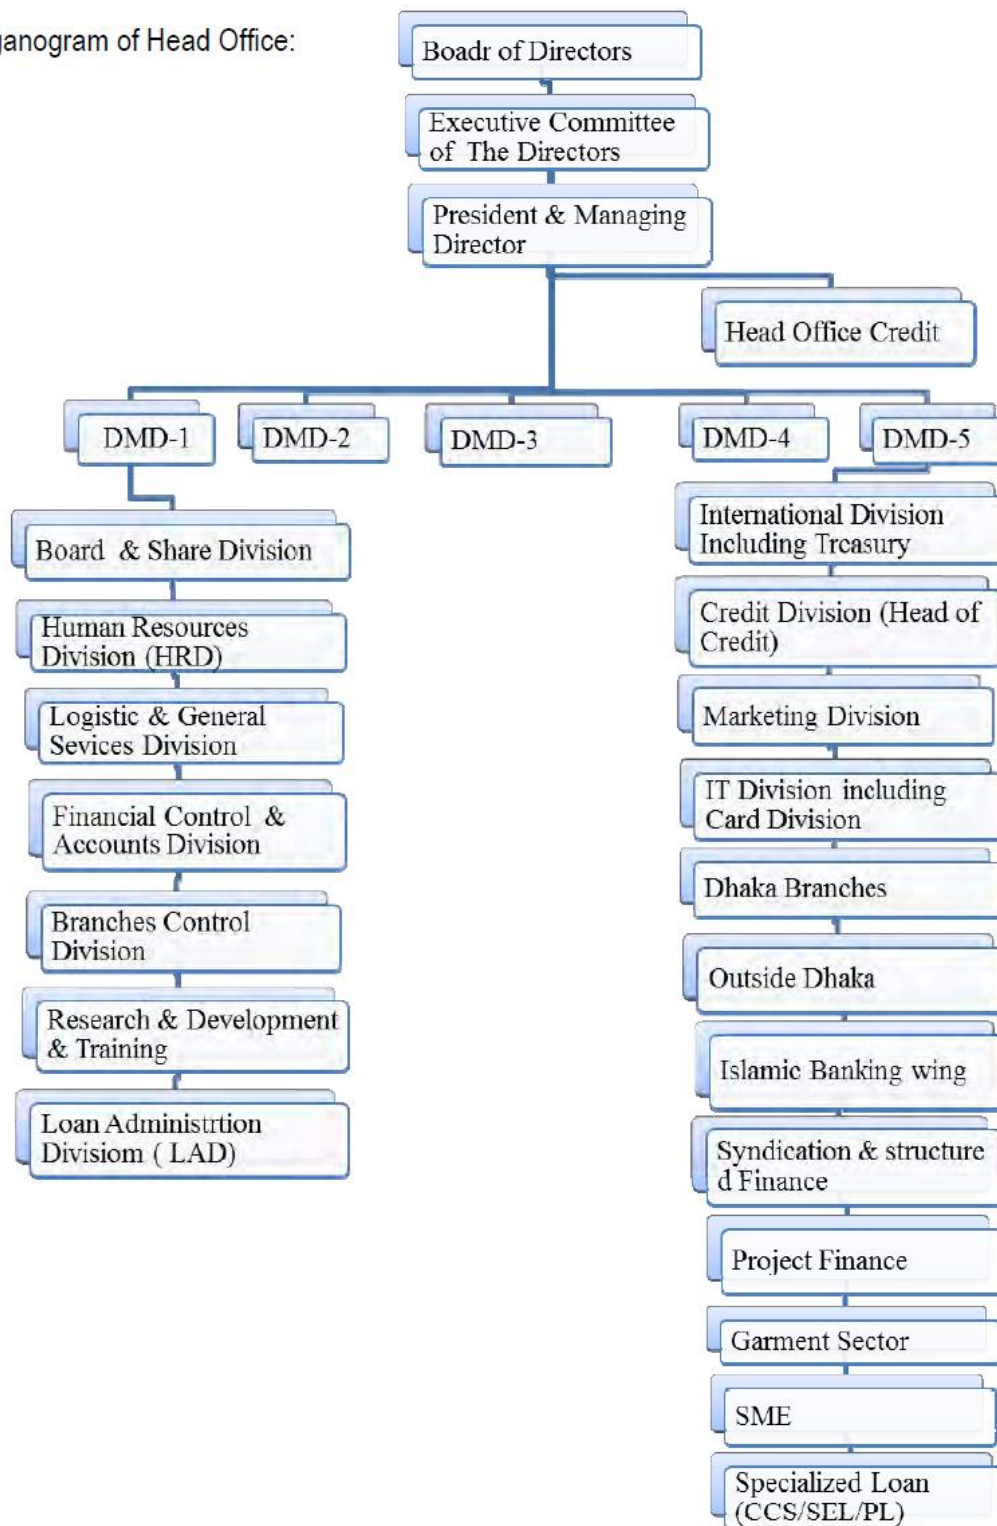 ganogram of Head Office:
Boadr of Directors
Executive Committee
of The Directors
President & Managing
Director
Head Office Credit
DMD-1
DMD-2
DMD-3
DMD-4
DMD-5
Board & Share Division
Human Resources
Division (HRD)
Logistic & General
Sevices Division
Financial Control &
Accounts Division
Branches Control
Division
Research & Development
& Training
Loan Administrtion
Divisiom ( LAD)
International Division
Including Treasury
Credit Division (Head of
Credit)
Marketing Division
IT Division including
Card Division
Dhaka Branches
Outside Dhaka
Islamic Banking wing
Syndication & structure
d Finance
Project Finance
Garment Sector
SME
Specialized Loan
(CCS/SEL/PL)